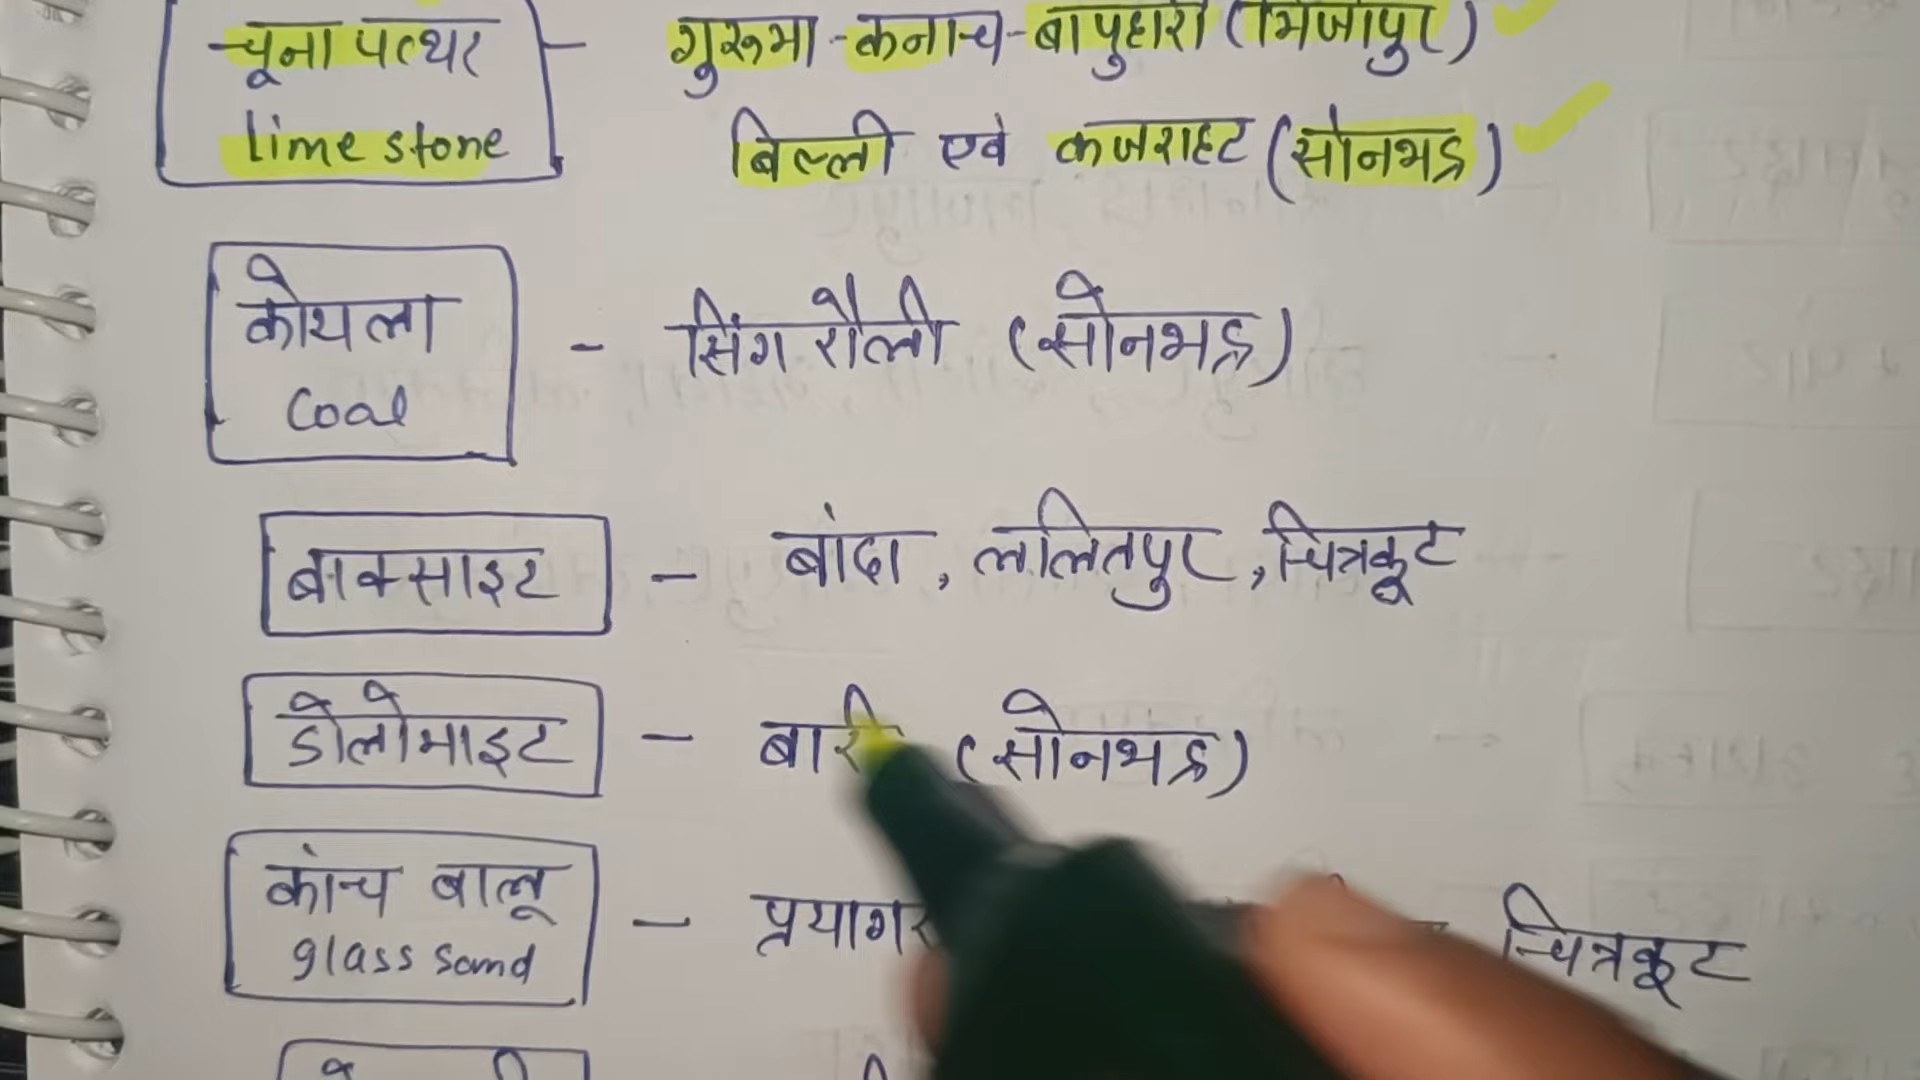 चूना पत्थर - गुरुमा-कनाच-बापुहारी (मिर्जापुर)
lime stone बिल्ली एवं कजराहट (सोनभद्र)
कोयला - सिंगरौली (सोनभद्र)
Coal
बाक्साइट - बांदा, ललितपुर, चित्रकूट
डोलोमाइट - बारी (सोनभद्र)
कांच बालू - चित्रकूट
glass sand